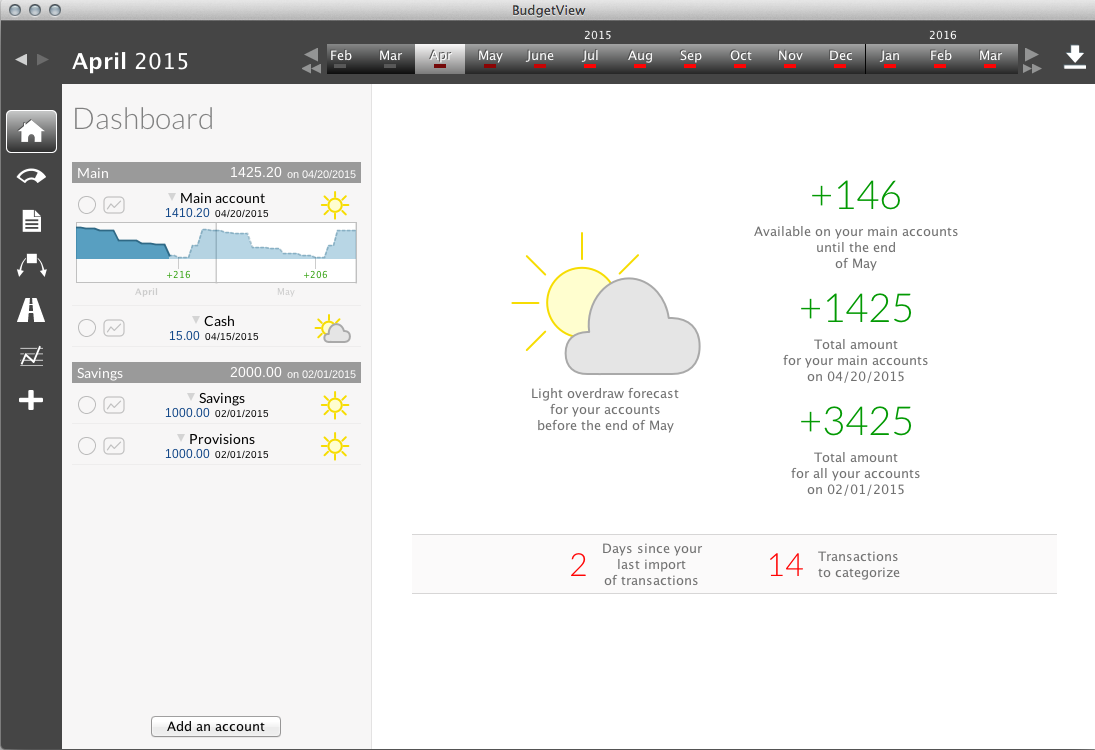 BudgetView
April 2015
2015
2016
Feb Mar Apr May June Jul Aug Sep Oct Nov Dec Jan Feb Mar
Dashboard
Main 1425.20 on 04/20/2015
Main account
1410.20 04/20/2015
+216 +206
April May
Cash
15.00 04/15/2015
Savings 2000.00 on 02/01/2015
Savings
1000.00 02/01/2015
Provisions
1000.00 02/01/2015
Add an account
Light overdraw forecast
for your accounts
before the end of May
+146
Available on your main accounts
until the end
of May
+1425
Total amount
for your main accounts
on 04/20/2015
+3425
Total amount
for all your accounts
on 02/01/2015
2
Days since your
last import
of transactions
14
Transactions
to categorize